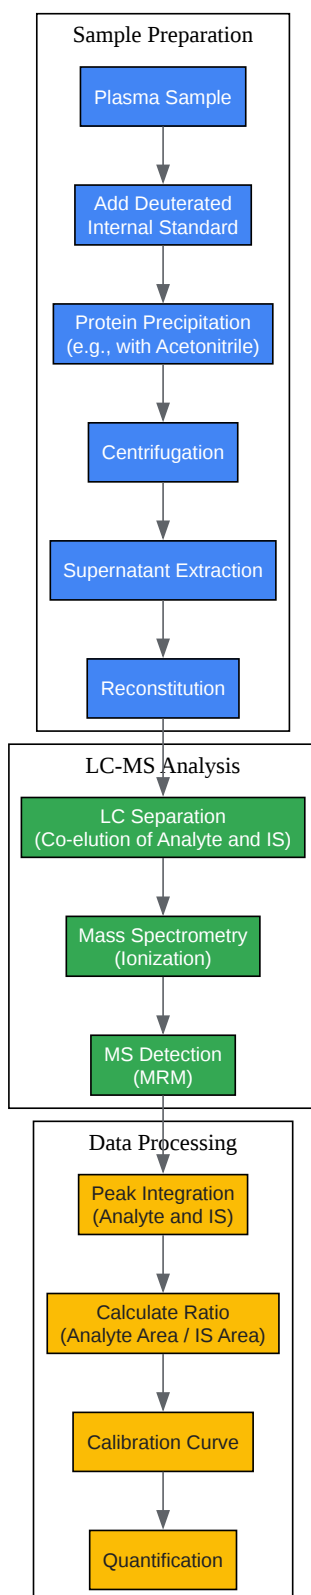 Sample Preparation
Plasma Sample
Add Deuterated
Internal Standard
Protein Precipitation
(e.g., with Acetonitrile)
Centrifugation
Supernatant Extraction
Reconstitution
LC-MS Analysis
LC Separation
(Co-elution of Analyte and IS)
Mass Spectrometry
(Ionization)
MS Detection
(MRM)
Data Processing
Peak Integration
(Analyte and IS)
Calculate Ratio
(Analyte Area / IS Area)
Calibration Curve
Quantification